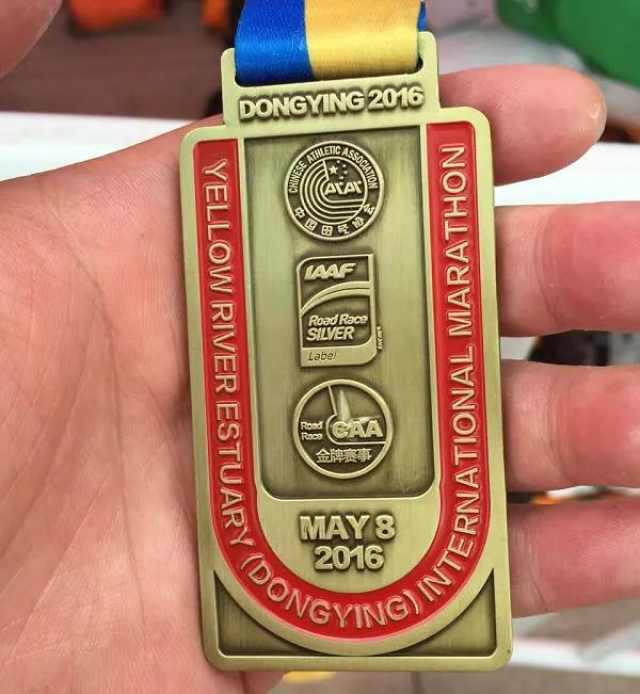 DONGYING 2016
YELLOW RIVER ESTUARY (DONGYING) INTERNATIONAL MARATHON
CHINESE ATHLETIC ASSOCIATION
CAA
中国田径协会
IAAF
Road Race
SILVER
Label
Road
Race
CAA
金牌赛事
MAY 8
2016